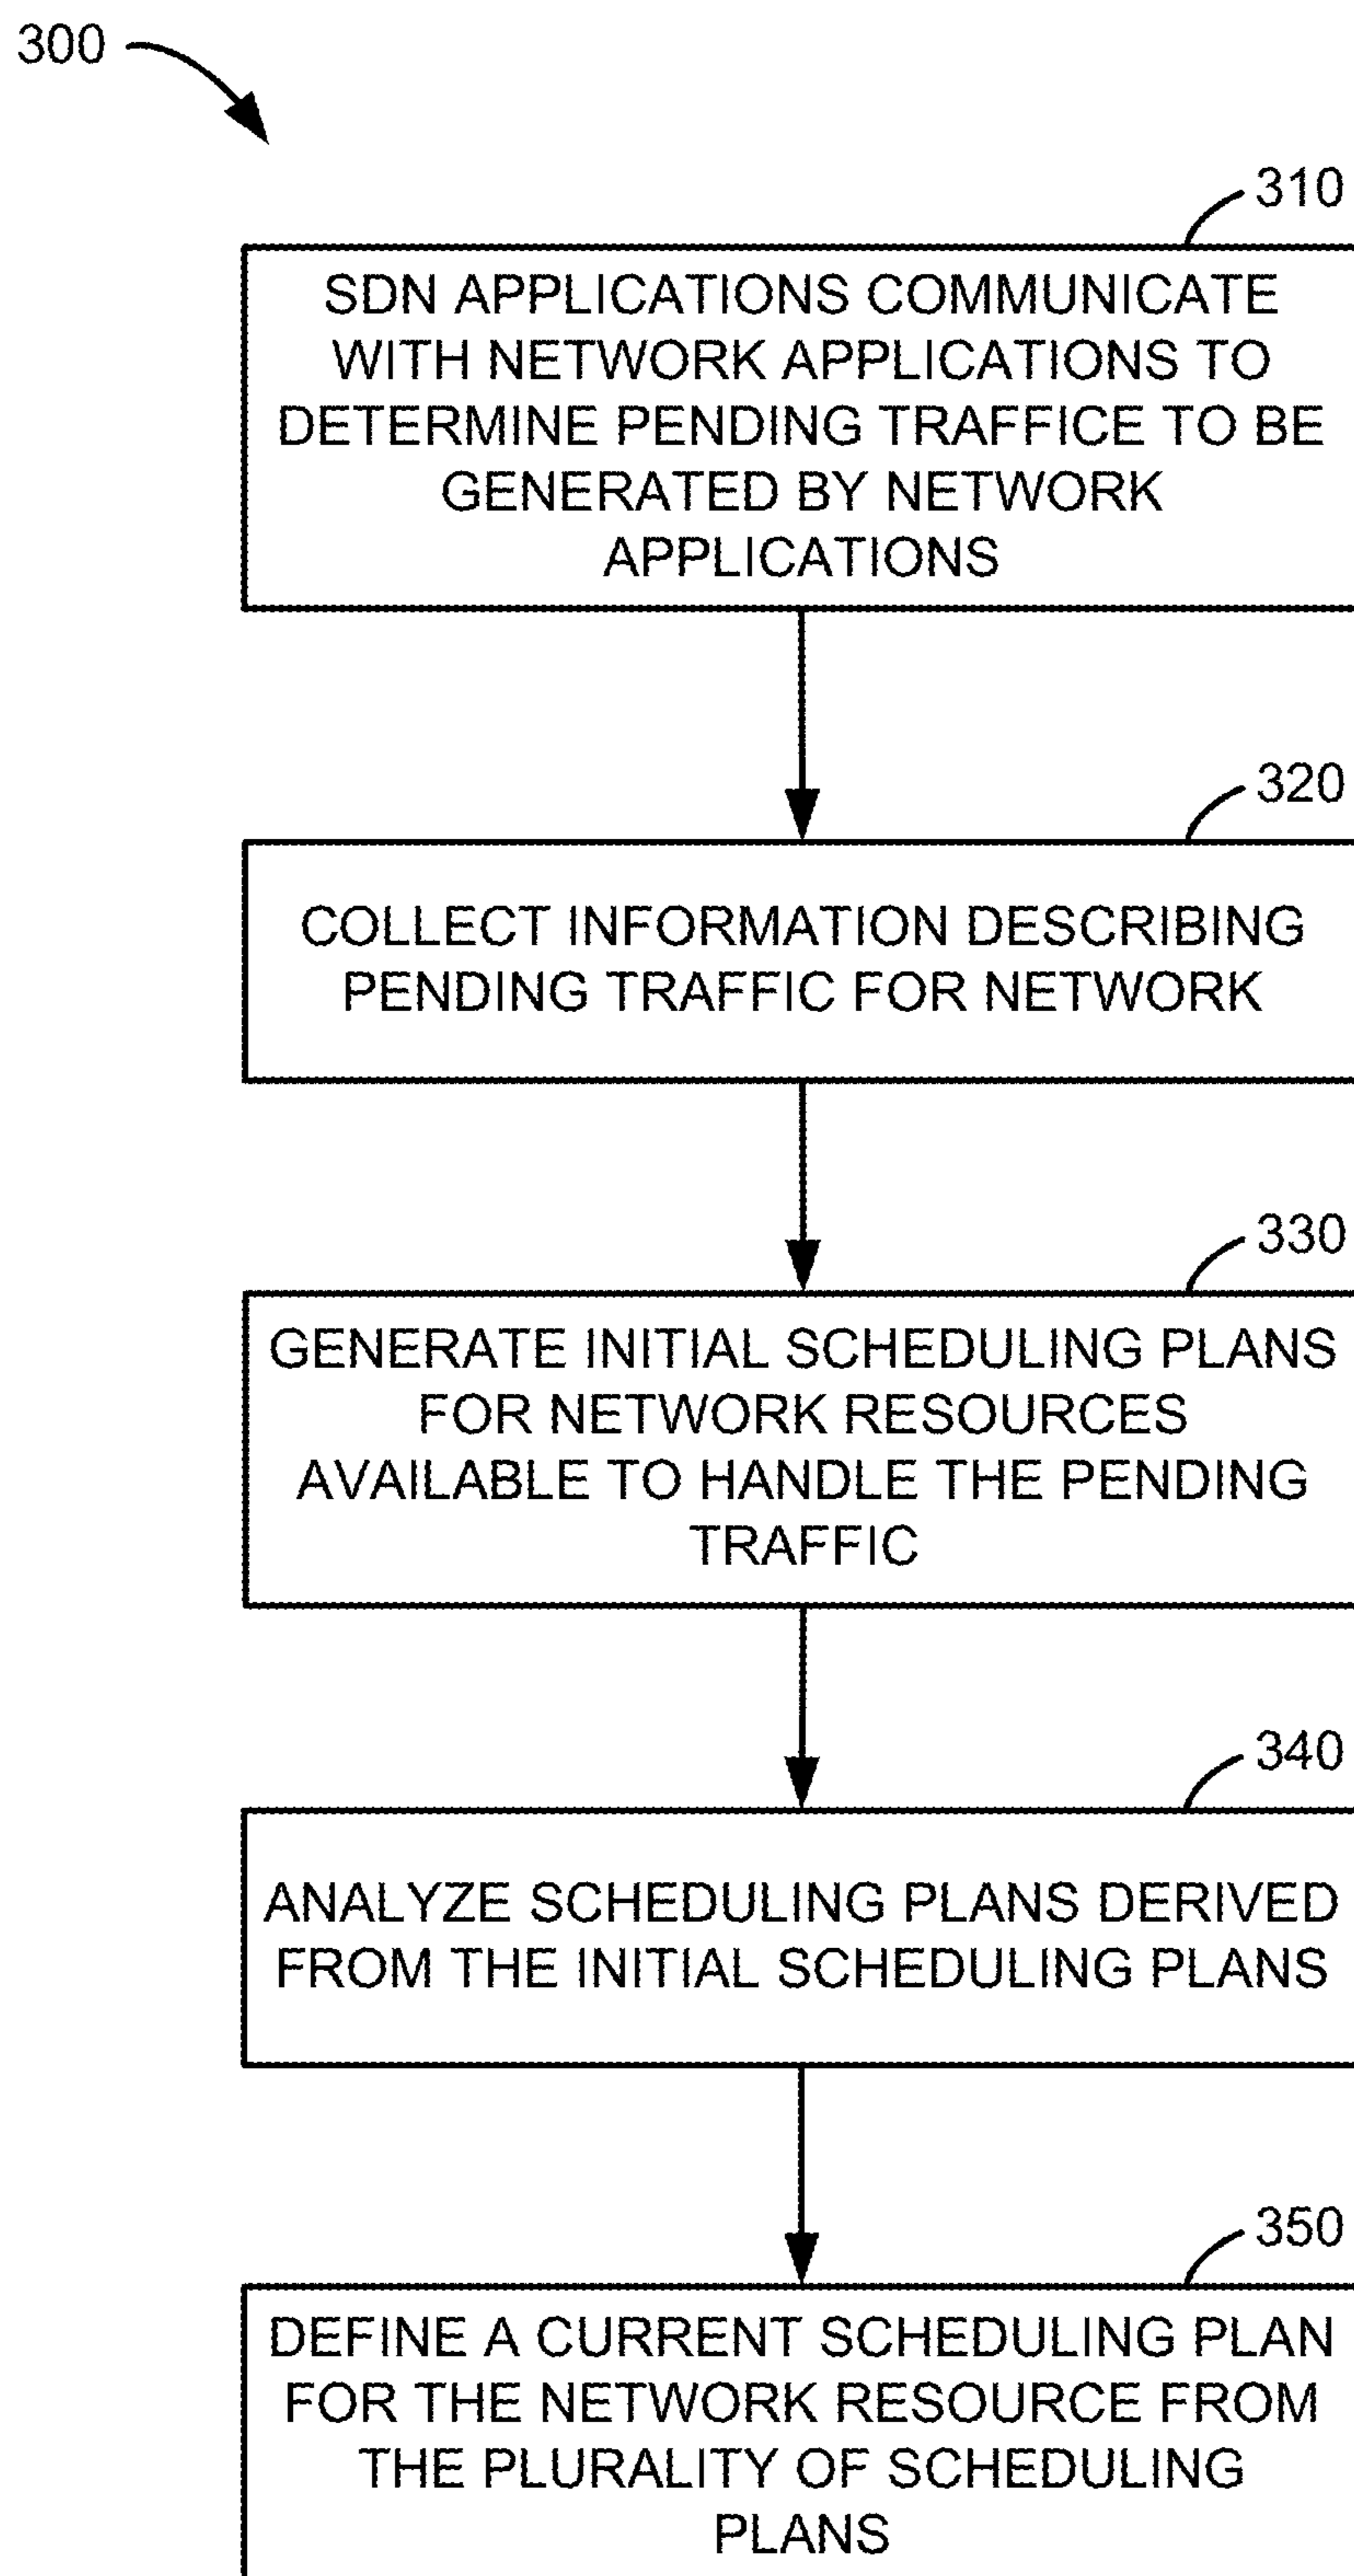 300
310
SDN APPLICATIONS COMMUNICATE
WITH NETWORK APPLICATIONS TO
DETERMINE PENDING TRAFFICE TO BE
GENERATED BY NETWORK
APPLICATIONS
320
COLLECT INFORMATION DESCRIBING
PENDING TRAFFIC FOR NETWORK
330
GENERATE INITIAL SCHEDULING PLANS
FOR NETWORK RESOURCES
AVAILABLE TO HANDLE THE PENDING
TRAFFIC
340
ANALYZE SCHEDULING PLANS DERIVED
FROM THE INITIAL SCHEDULING PLANS
350
DEFINE A CURRENT SCHEDULING PLAN
FOR THE NETWORK RESOURCE FROM
THE PLURALITY OF SCHEDULING
PLANS